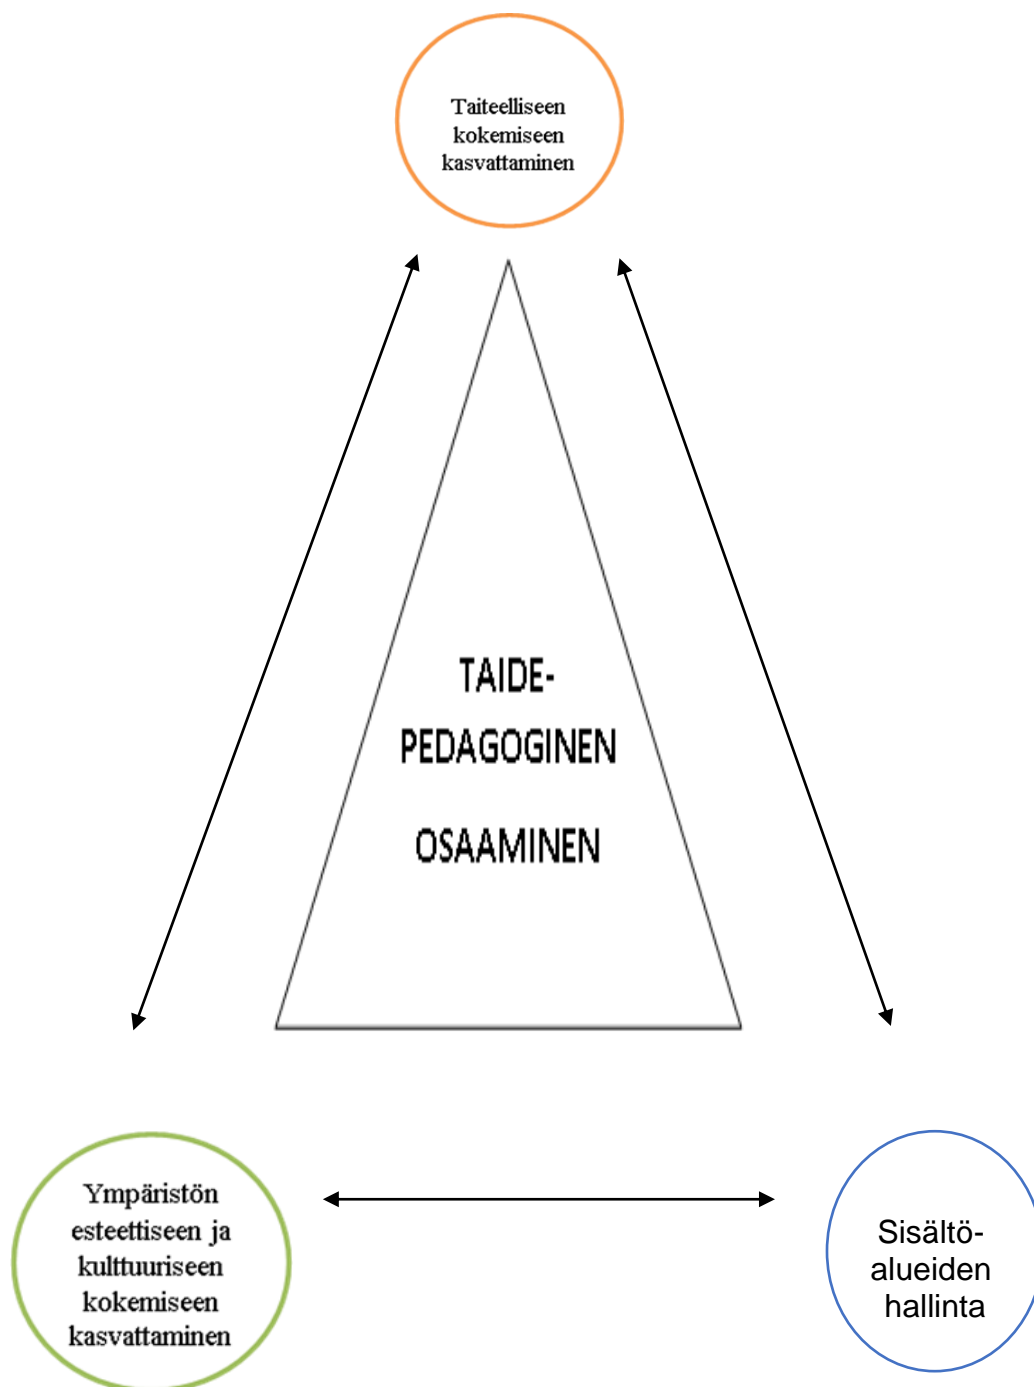 Taiteelliseen
kokemiseen
kasvattaminen
TAIDE-
PEDAGOGINEN
OSAAMINEN
Ympäristön
esteettiseen ja
kulttuuriseen
kokemiseen
kasvattaminen
Sisältö-
alueiden
hallinta